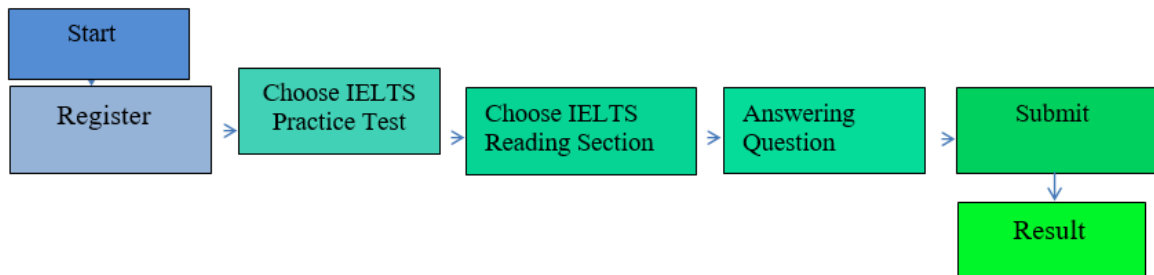 Start
Register
Choose IELTS
Practice Test
Choose IELTS
Reading Section
Answering
Question
Submit
Result